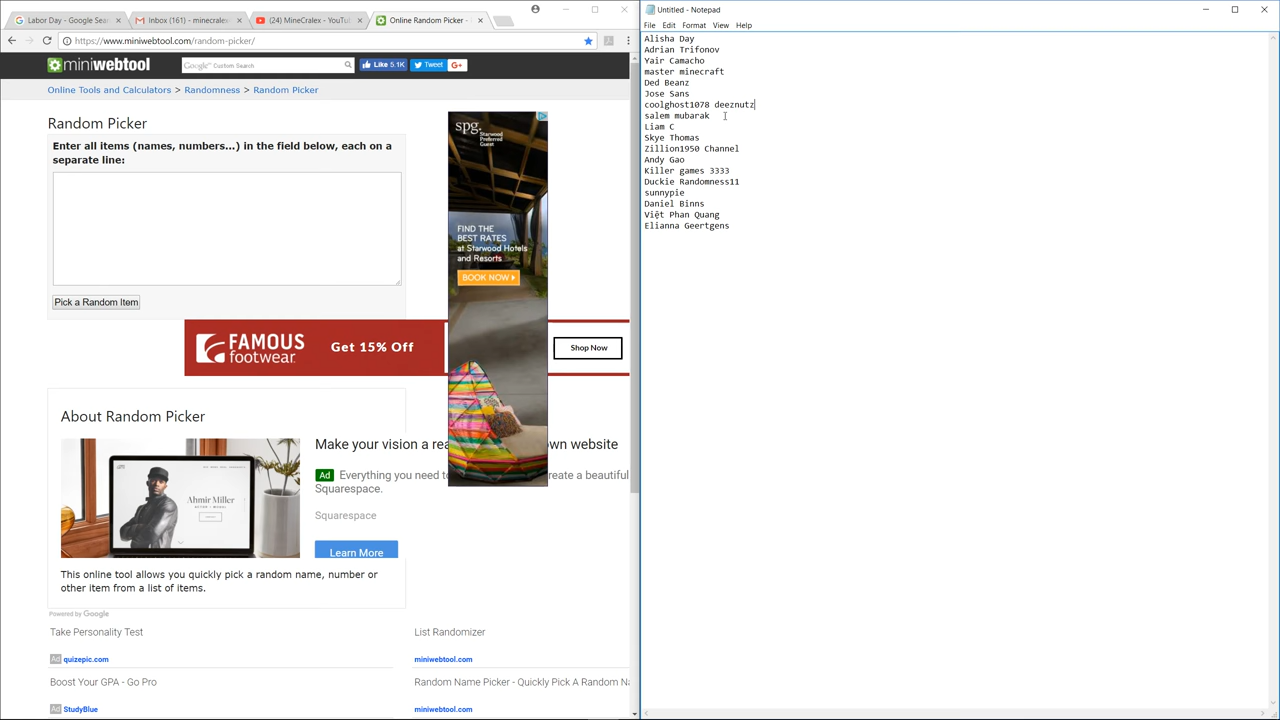 Labor Day - Google Sea
Inbox (161) - minecralex
(24) MineCralex - YouTu
Online Random Picker -
https://www.miniwebtool.com/random-picker/
miniwebtool
Google Custom Search
Like 5.1K
Tweet
G+
Online Tools and Calculators > Randomness > Random Picker
Random Picker
Enter all items (names, numbers...) in the field below, each on a
separate line:
Pick a Random Item
spg.
Starwood
Preferred
Guest
FIND THE
BEST RATES
at Starwood Hotels
and Resorts
BOOK NOW
FAMOUS
footwear
Get 15% Off
Shop Now
About Random Picker
Ahmir Miller
Make your vision a rea
wn website
Ad
Everything you need t
reate a beautiful
Squarespace.
Squarespace
Learn More
This online tool allows you quickly pick a random name, number or
other item from a list of items.
Powered by Google
Take Personality Test
Ad quizepic.com
Boost Your GPA - Go Pro
Ad StudyBlue
List Randomizer
miniwebtool.com
Random Name Picker - Quickly Pick A Random Na
miniwebtool.com
Untitled - Notepad
File Edit Format View Help
Alisha Day
Adrian Trifonov
Yair Camacho
master minecraft
Ded Beanz
Jose Sans
coolghost1078 deeznutz
salem mubarak
Liam C
Skye Thomas
Zillion1950 Channel
Andy Gao
Killer games 3333
Duckie Randomness11
sunnypie
Daniel Binns
Việt Phan Quang
Elianna Geertgens